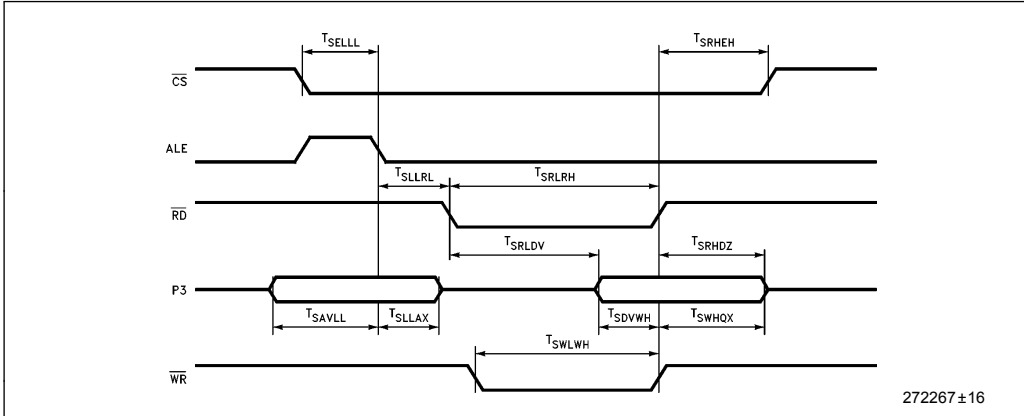 TSELLL TSRHEH
CS
ALE
TSLLRL TSRLRH
RD
TSRLDV TSRHDZ
P3
TSAVLL TSLLAX TSDVWH TSWHQX
TSWLWH
WR
272267±16